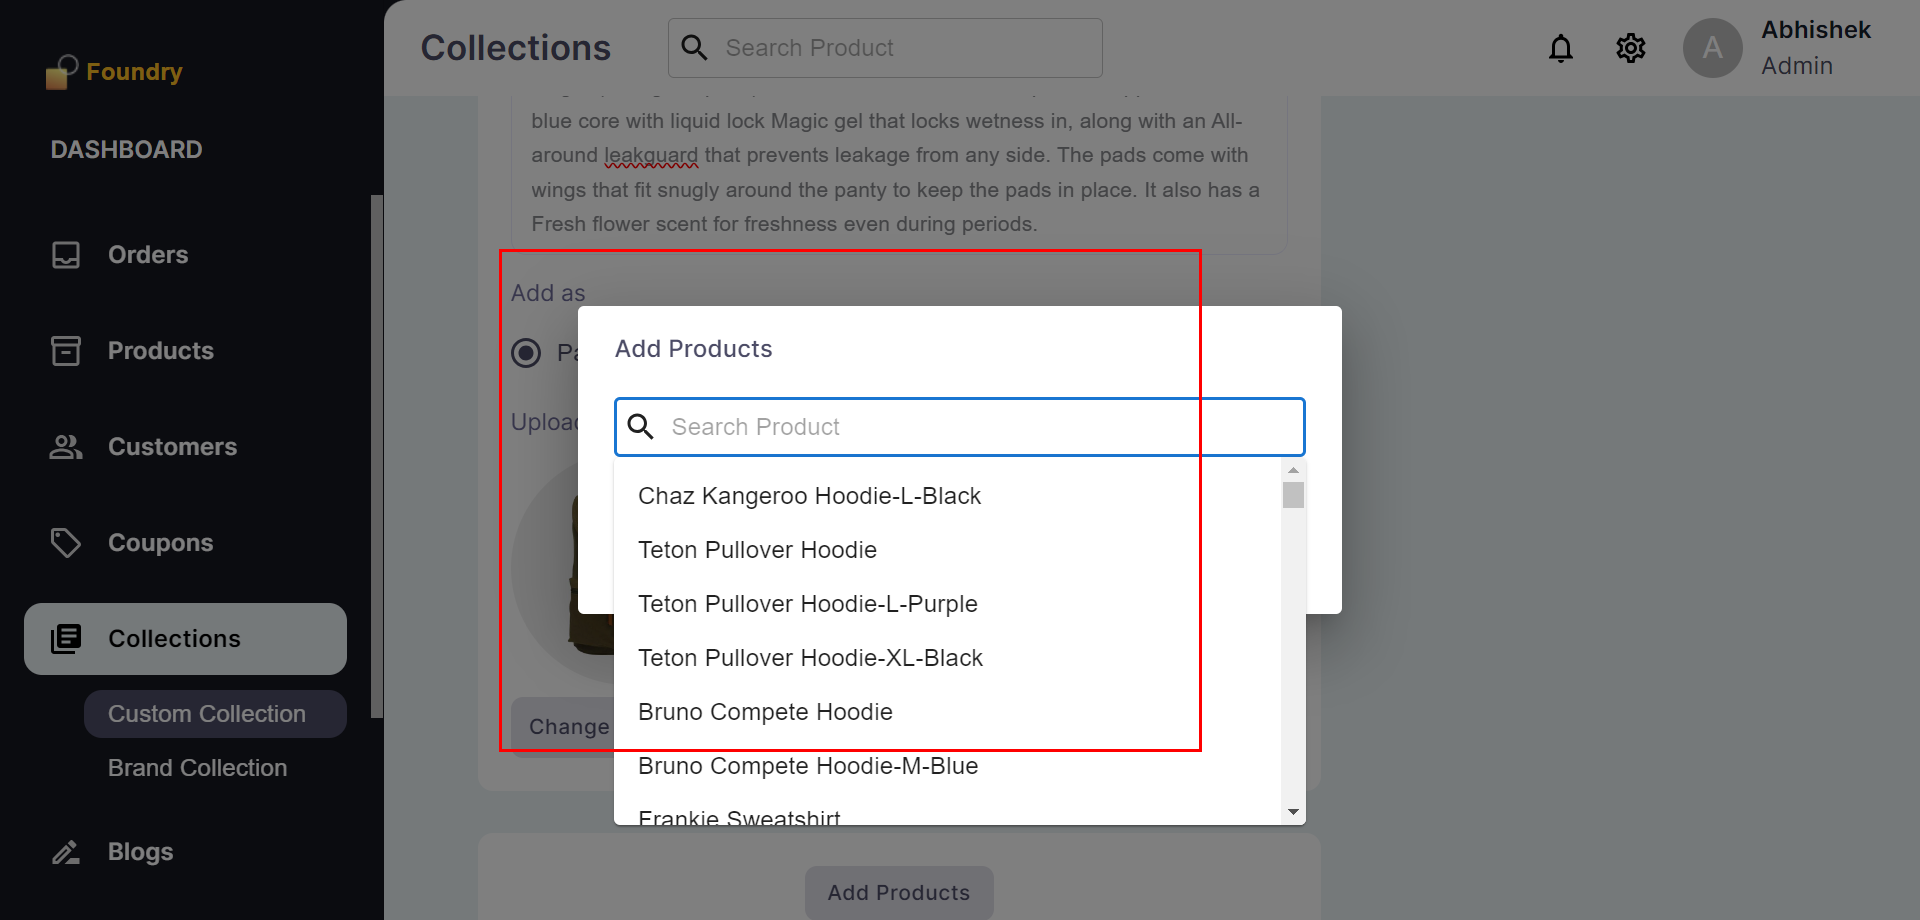 Foundry
DASHBOARD
Orders
Products
Customers
Coupons
Collections
Custom Collection
Brand Collection
Blogs
Collections
Search Product
A
Abhishek
Admin
blue core with liquid lock Magic gel that locks wetness in, along with an All-
around leakguard that prevents leakage from any side. The pads come with
wings that fit snugly around the panty to keep the pads in place. It also has a
Fresh flower scent for freshness even during periods.
Add as
Add Products
Search Product
Chaz Kangeroo Hoodie-L-Black
Teton Pullover Hoodie
Teton Pullover Hoodie-L-Purple
Teton Pullover Hoodie-XL-Black
Bruno Compete Hoodie
Bruno Compete Hoodie-M-Blue
Frankie Sweatshirt
Change
Add Products